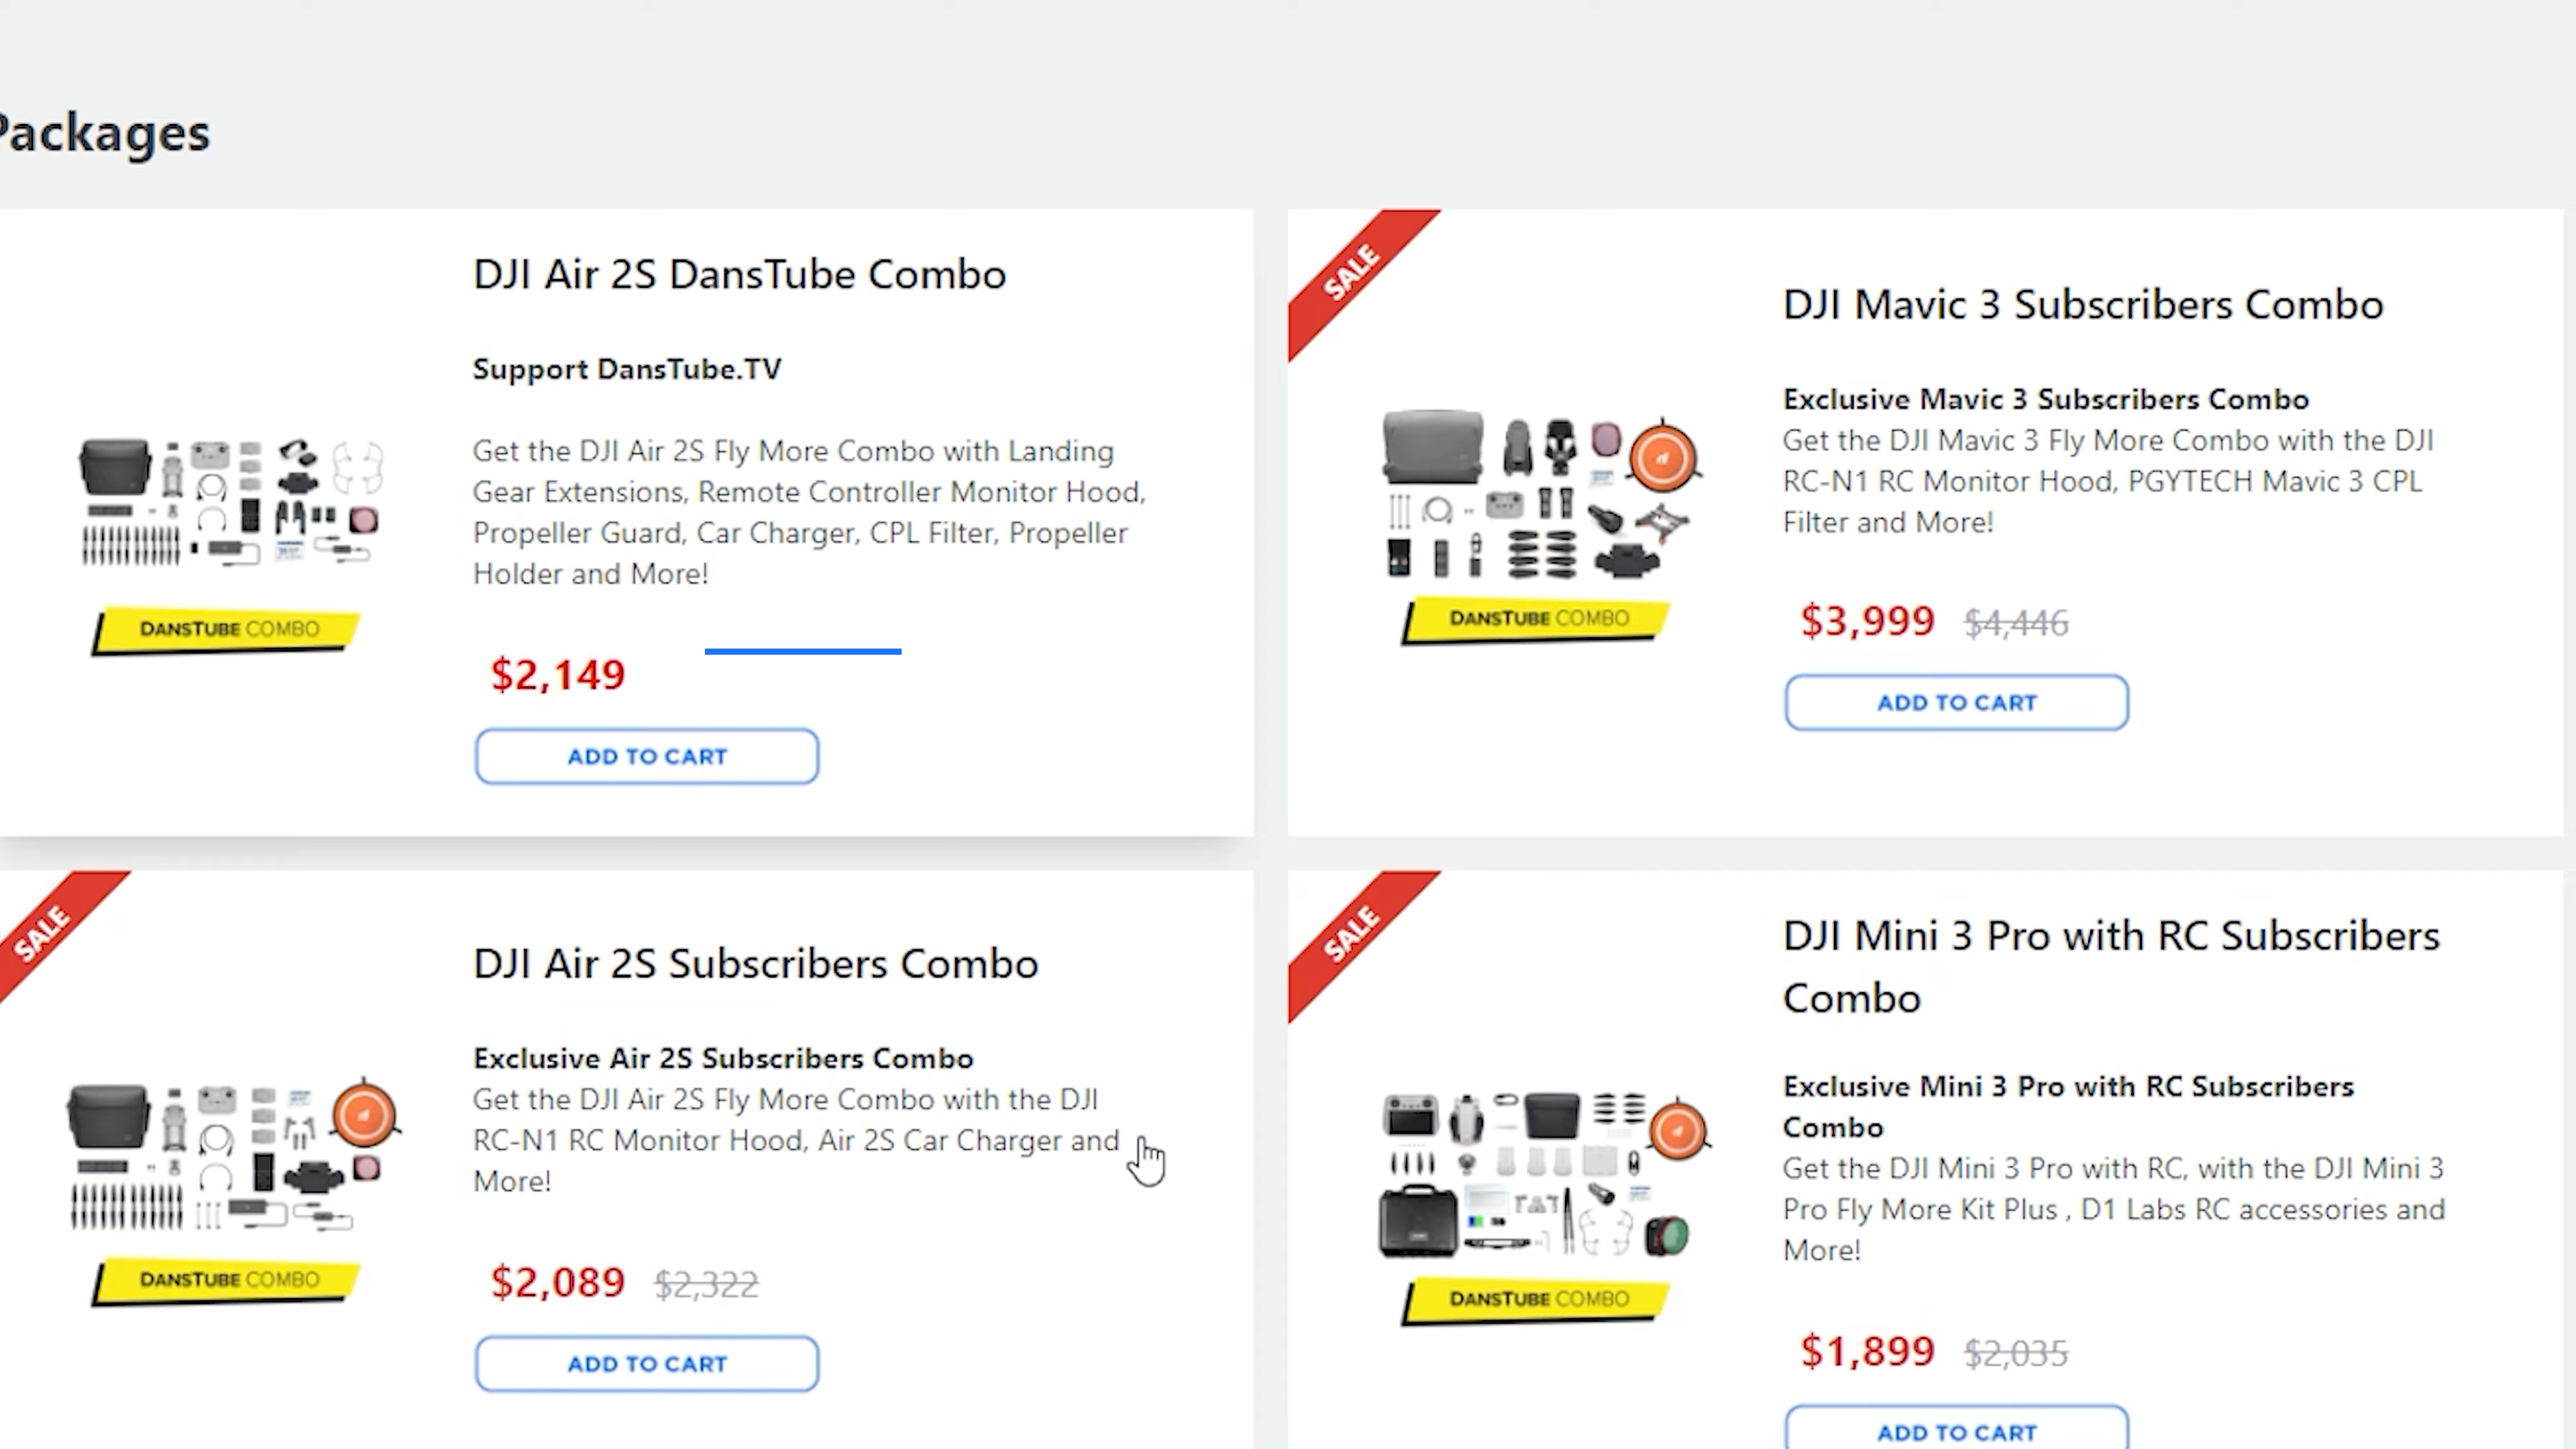 Packages
DJI Air 2S DansTube Combo
Support DansTube.TV
Get the DJI Air 2S Fly More Combo with Landing
Gear Extensions, Remote Controller Monitor Hood,
Propeller Guard, Car Charger, CPL Filter, Propeller
Holder and More!
DANSTUBE COMBO
$2,149
ADD TO CART
SALE
DJI Mavic 3 Subscribers Combo
Exclusive Mavic 3 Subscribers Combo
Get the DJI Mavic 3 Fly More Combo with the DJI
RC-N1 RC Monitor Hood, PGYTECH Mavic 3 CPL
Filter and More!
DANSTUBE COMBO
$3,999 $4,446
ADD TO CART
SALE
DJI Air 2S Subscribers Combo
Exclusive Air 2S Subscribers Combo
Get the DJI Air 2S Fly More Combo with the DJI
RC-N1 RC Monitor Hood, Air 2S Car Charger and
More!
DANSTUBE COMBO
$2,089 $2,322
ADD TO CART
SALE
DJI Mini 3 Pro with RC Subscribers
Combo
Exclusive Mini 3 Pro with RC Subscribers
Combo
Get the DJI Mini 3 Pro with RC, with the DJI Mini 3
Pro Fly More Kit Plus , D1 Labs RC accessories and
More!
DANSTUBE COMBO
$1,899 $2,035
ADD TO CART